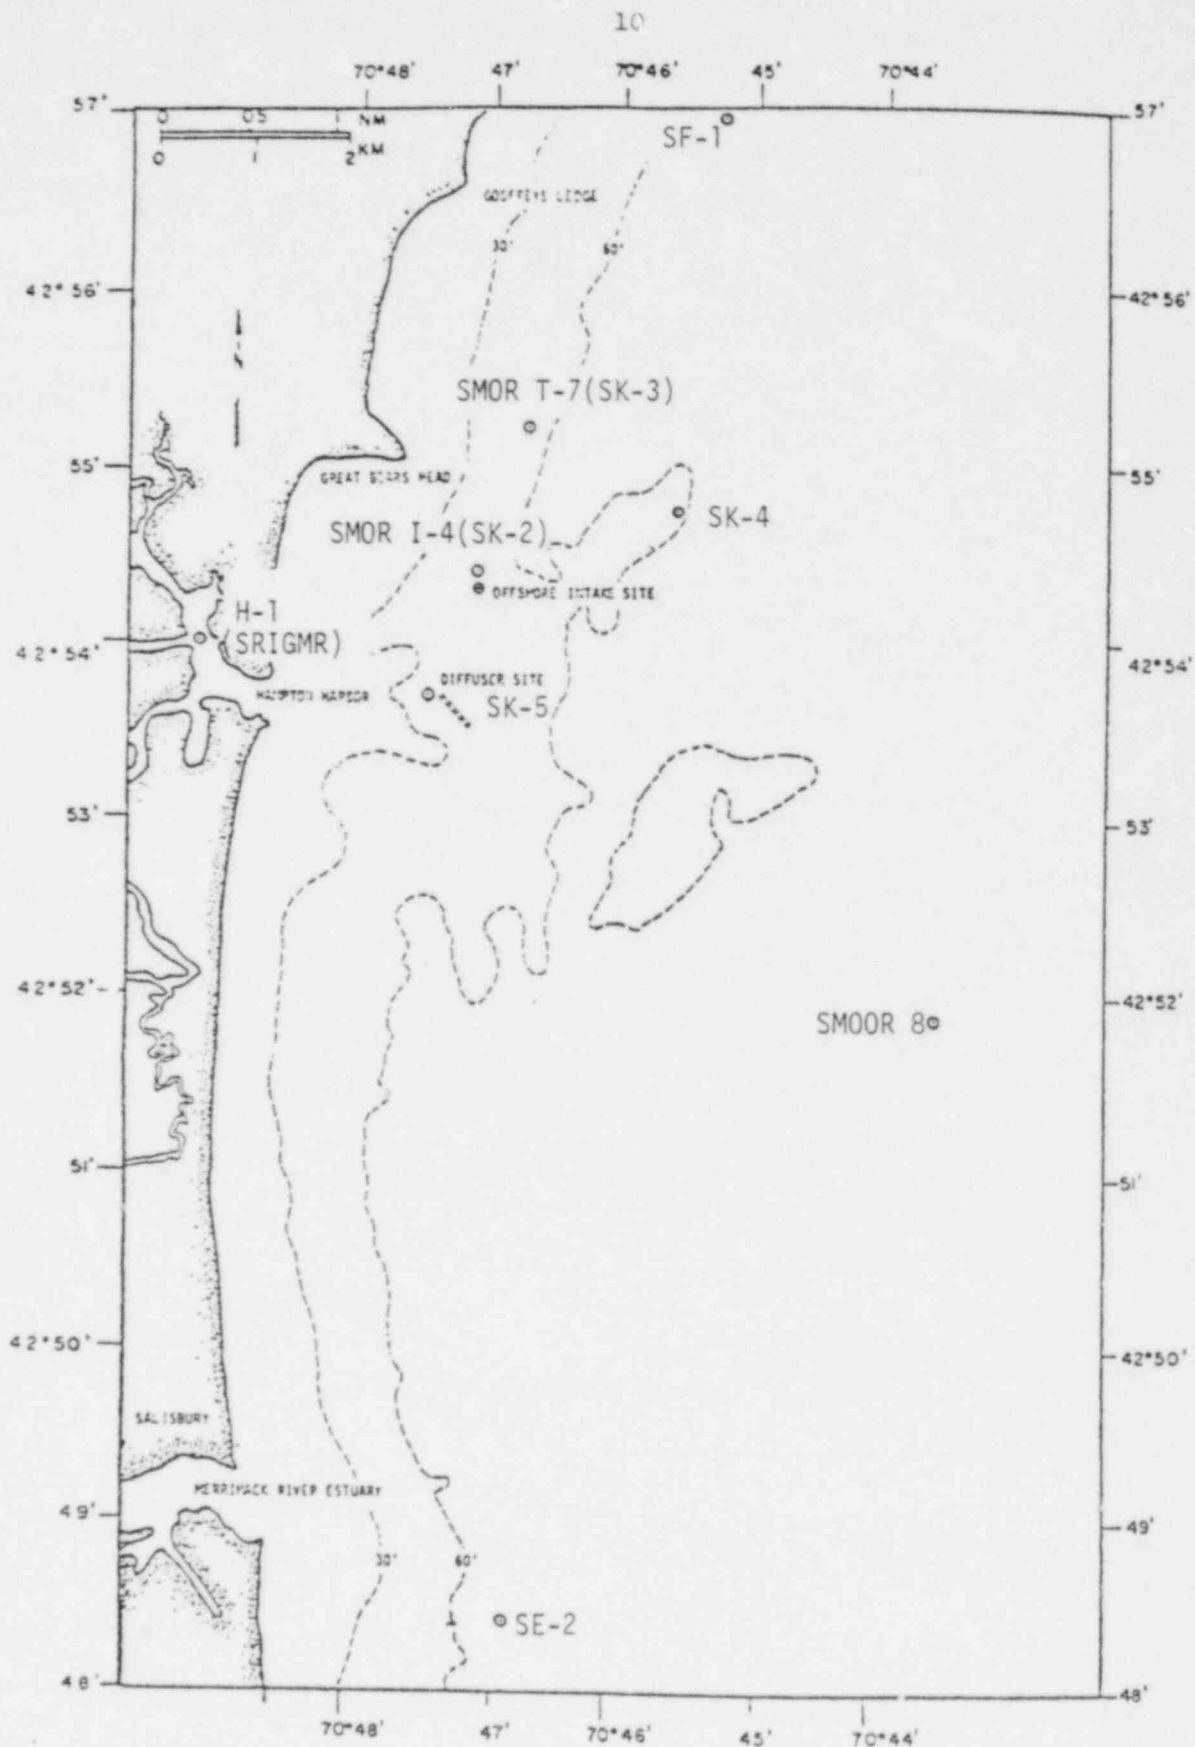 10
70°48' 47' 70°46' 45' 70°44'
57' 57'
0 0.5 1 NM
0 1 2 KM
SF-1
GODFREYS LEDGE
30' 60'
42°56' 42°56'
SMOR T-7(SK-3)
55' 55'
GREAT BOARS HEAD
SK-4
SMOR I-4(SK-2)
OFFSHORE INTAKE SITE
H-1
(SRIGMR)
42°54' 42°54'
DIFFUSER SITE
HAMPTON HARBOR
SK-5
53' 53'
42°52' 42°52'
SMOOR 8
51' 51'
42°50' 42°50'
SALISBURY
MERRIMACK RIVER ESTUARY
49' 49'
30' 60'
SE-2
48' 48'
70°48' 47' 70°46' 45' 70°44'